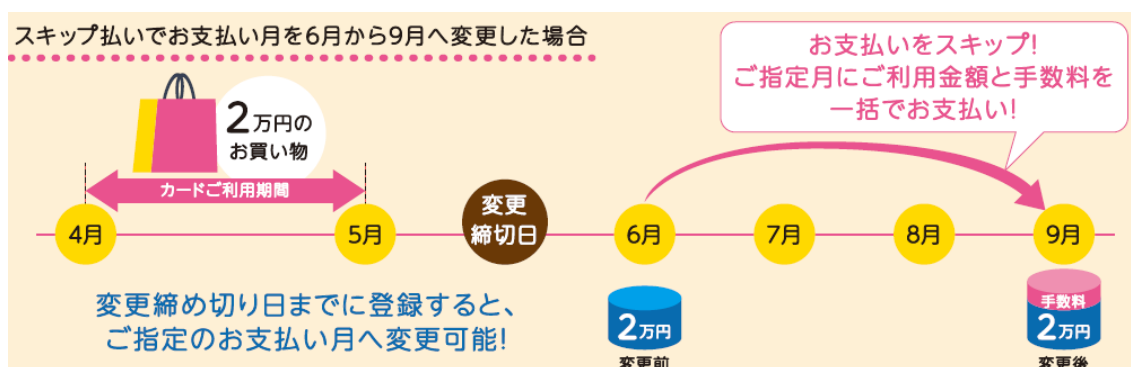 スキップ払いでお支払い月を6月から9月へ変更した場合
お支払いをスキップ!
ご指定月にご利用金額と手数料を
一括でお支払い!
2万円の
お買い物
カードご利用期間
4月
5月
変更
締切日
6月
7月
8月
9月
変更締め切り日までに登録すると、
ご指定のお支払い月へ変更可能!
2万円
変更前
手数料
2万円
変更後